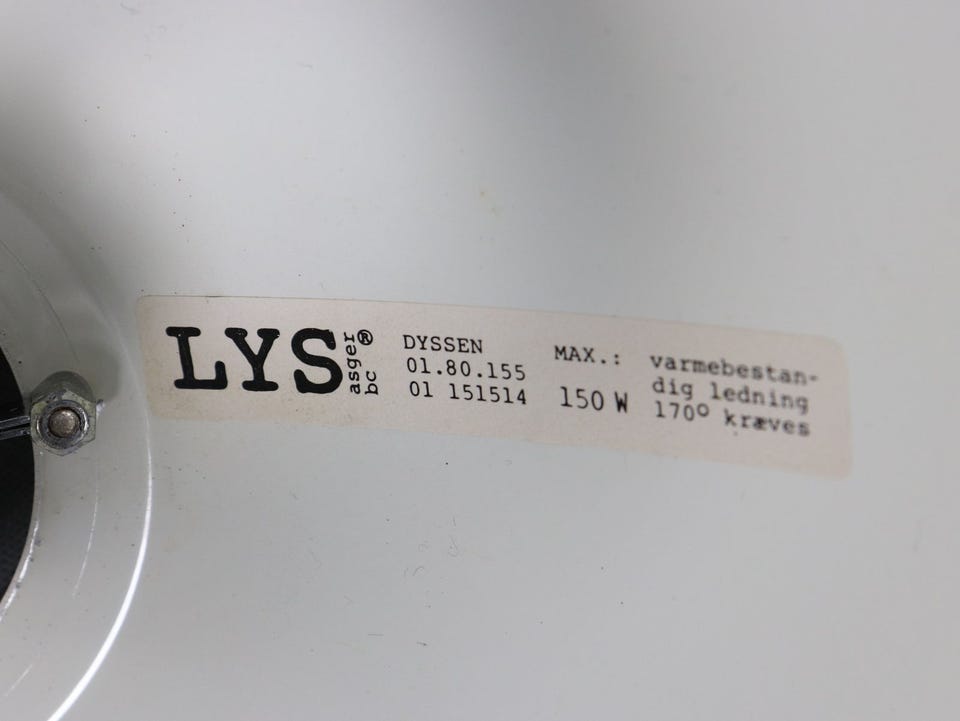 LYS
asger
bc ®
DYSSEN
01.80.155
01 151514
MAX.:
150 W
varmebestan-
dig ledning
170° kræves